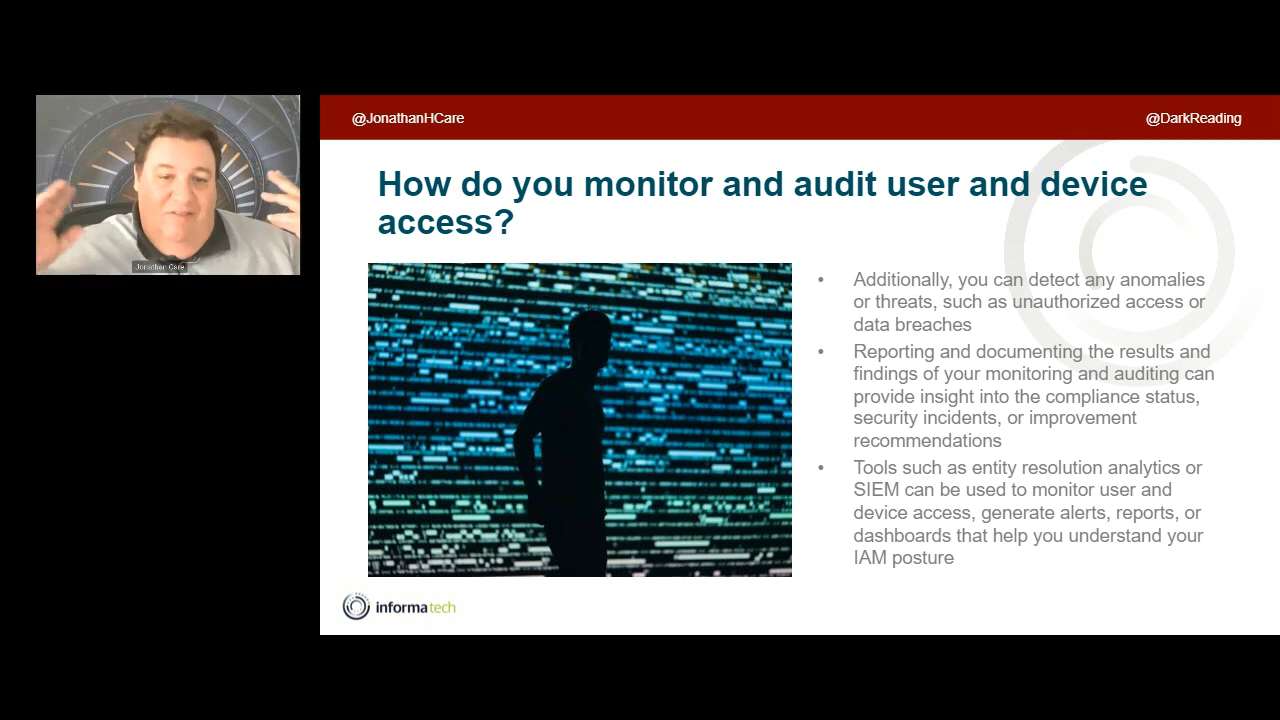 @JonathanHCare
@DarkReading
Jonathan Care
How do you monitor and audit user and device
access?
• Additionally, you can detect any anomalies
or threats, such as unauthorized access or
data breaches
• Reporting and documenting the results and
findings of your monitoring and auditing can
provide insight into the compliance status,
security incidents, or improvement
recommendations
• Tools such as entity resolution analytics or
SIEM can be used to monitor user and
device access, generate alerts, reports, or
dashboards that help you understand your
IAM posture
informa tech